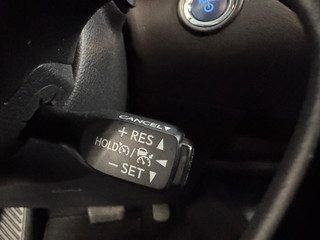 CANCEL▼
+ RES ▲
HOLD / ◀
− SET ▼